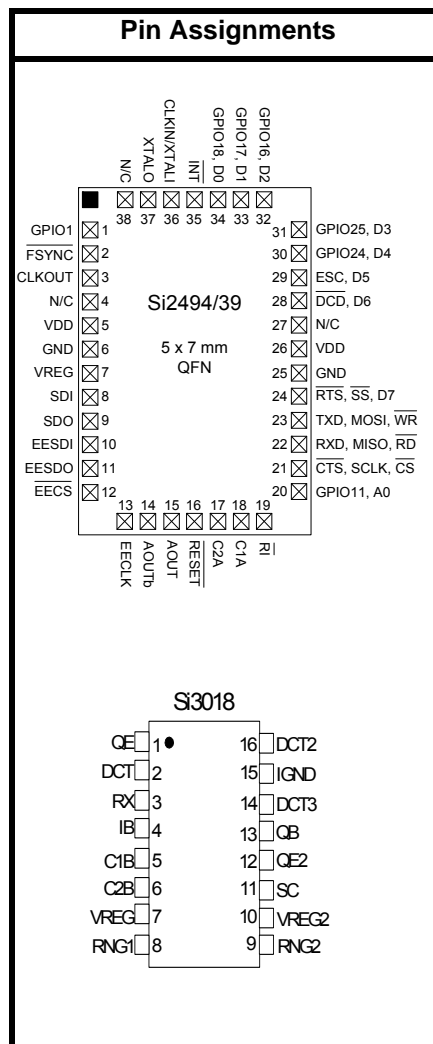 Pin Assignments
N/C
XTALO
CLKIN/XTALI
INT
GPIO18, D0
GPIO17, D1
GPIO16, D2
38 37 36 35 34 33 32
GPIO1 1
FSYNC 2
CLKOUT 3
N/C 4
VDD 5
GND 6
VREG 7
SDI 8
SDO 9
EESDI 10
EESDO 11
EECS 12
Si2494/39
5 x 7 mm
QFN
31 GPIO25, D3
30 GPIO24, D4
29 ESC, D5
28 DCD, D6
27 N/C
26 VDD
25 GND
24 RTS, SS, D7
23 TXD, MOSI, WR
22 RXD, MISO, RD
21 CTS, SCLK, CS
20 GPIO11, A0
13 14 15 16 17 18 19
EECLK
AOUTb
AOUT
RESET
C2A
C1A
RI
Si3018
QE 1 16 DCT2
DCT 2 15 IGND
RX 3 14 DCT3
IB 4 13 QB
C1B 5 12 QE2
C2B 6 11 SC
VREG 7 10 VREG2
RNG1 8 9 RNG2